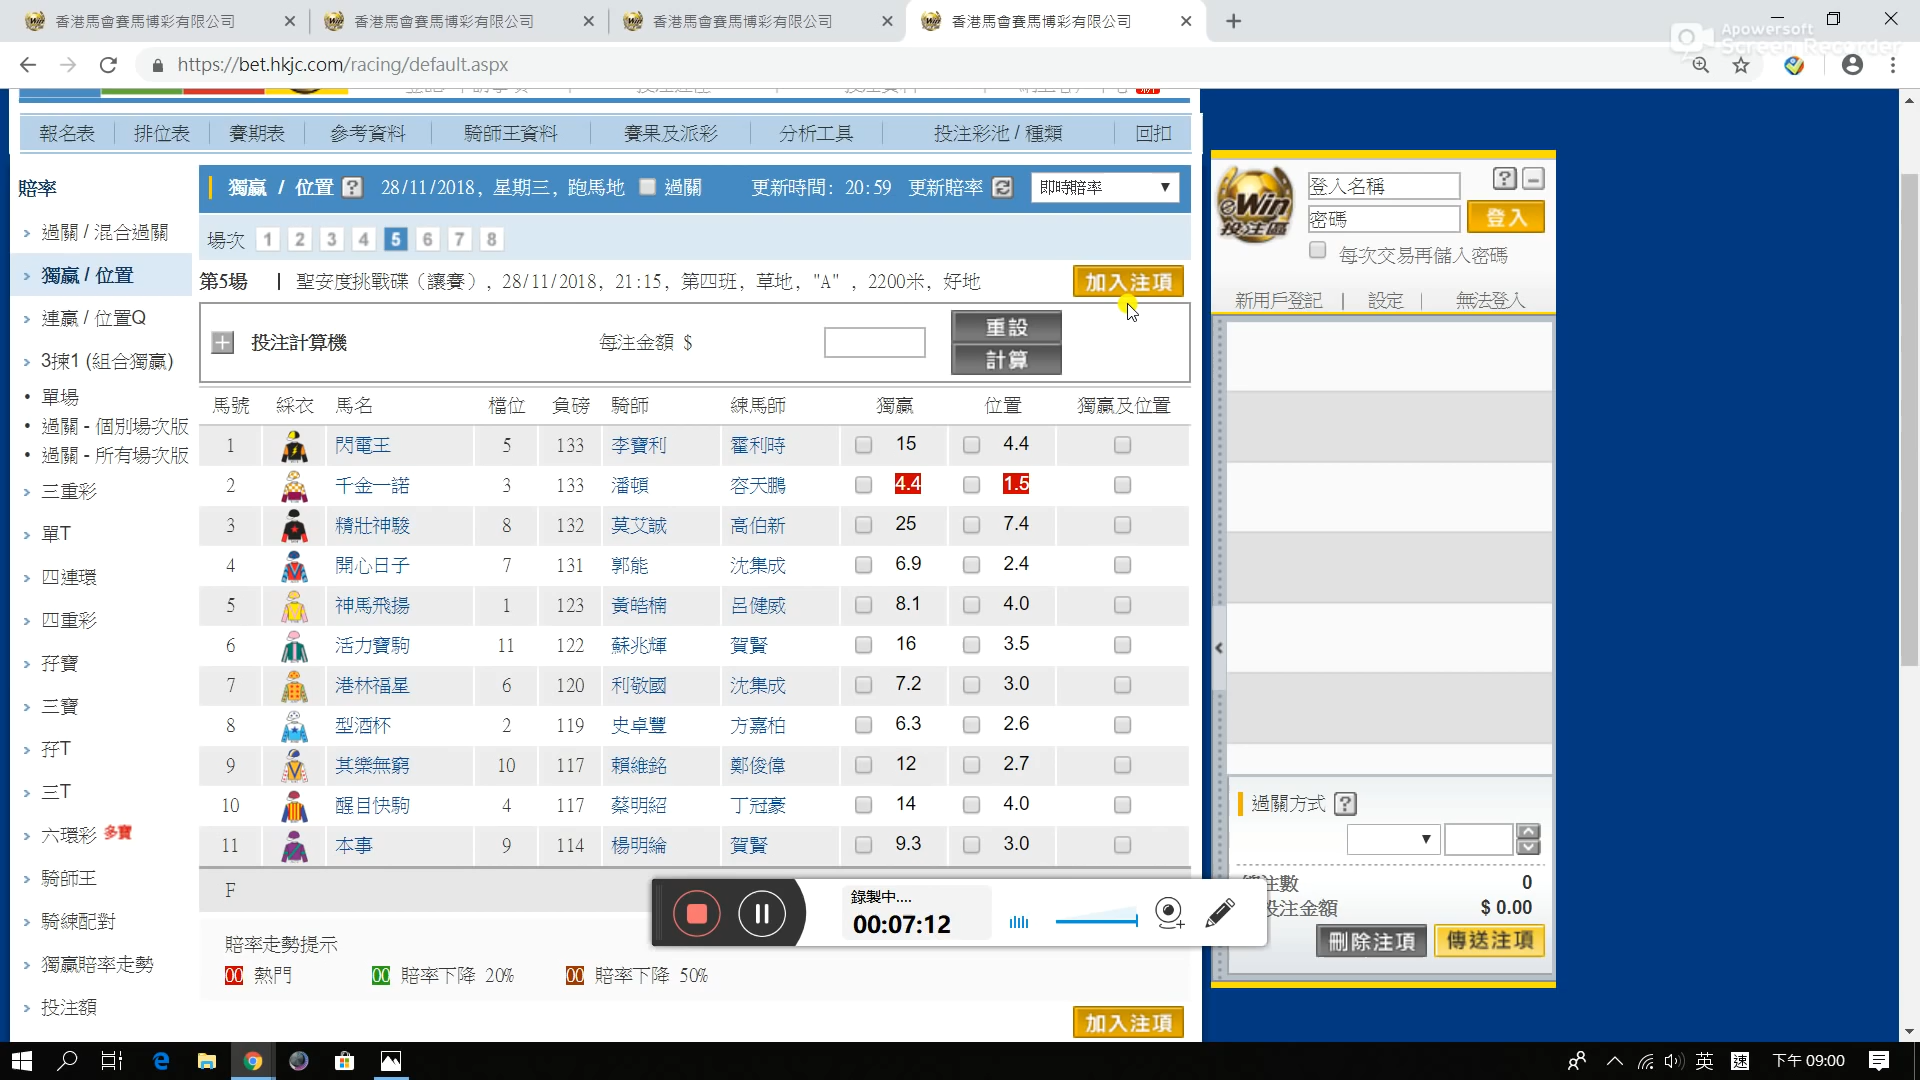 香港馬會賽馬博彩有限公司
香港馬會賽馬博彩有限公司
香港馬會賽馬博彩有限公司
香港馬會賽馬博彩有限公司
Apowersoft
Screen Recorder
https://bet.hkjc.com/racing/default.aspx
報名表 排位表 賽期表 參考資料 騎師王資料 賽果及派彩 分析工具 投注彩池 / 種類 回扣
賠率
過關 / 混合過關
獨贏 / 位置
連贏 / 位置Q
3揀1 (組合獨贏)
單場
過關 - 個別場次版
過關 - 所有場次版
三重彩
單T
四連環
四重彩
孖寶
三寶
孖T
三T
六環彩 多寶
騎師王
騎練配對
獨贏賠率走勢
投注額
獨贏 / 位置 ? 28/11/2018, 星期三, 跑馬地 過關 更新時間: 20:59 更新賠率 即時賠率
場次 1 2 3 4 5 6 7 8
第5場 | 聖安度挑戰碟（讓賽）, 28/11/2018, 21:15, 第四班, 草地, "A" , 2200米, 好地 加入注項
投注計算機 每注金額 $ 重設
計算
馬號 綵衣 馬名 檔位 負磅 騎師 練馬師 獨贏 位置 獨贏及位置
1 閃電王 5 133 李寶利 霍利時 15 4.4
2 千金一諾 3 133 潘頓 容天鵬 4.4 1.5
3 精壯神駿 8 132 莫艾誠 高伯新 25 7.4
4 開心日子 7 131 郭能 沈集成 6.9 2.4
5 神馬飛揚 1 123 黃皓楠 呂健威 8.1 4.0
6 活力寶駒 11 122 蘇兆輝 賀賢 16 3.5
7 港林福星 6 120 利敬國 沈集成 7.2 3.0
8 型酒杯 2 119 史卓豐 方嘉柏 6.3 2.6
9 其樂無窮 10 117 賴維銘 鄭俊偉 12 2.7
10 醒目快駒 4 117 蔡明紹 丁冠豪 14 4.0
11 本事 9 114 楊明綸 賀賢 9.3 3.0
F
賠率走勢提示
00 熱門 00 賠率下降 20% 00 賠率下降 50%
加入注項
錄製中....
00:07:12
eWin
投注區
登入名稱 ?
密碼 登入
每次交易再儲入密碼
新用戶登記 | 設定 | 無法登入
過關方式 ?
注數 0
投注金額 $ 0.00
刪除注項 傳送注項
英 速 下午 09:00